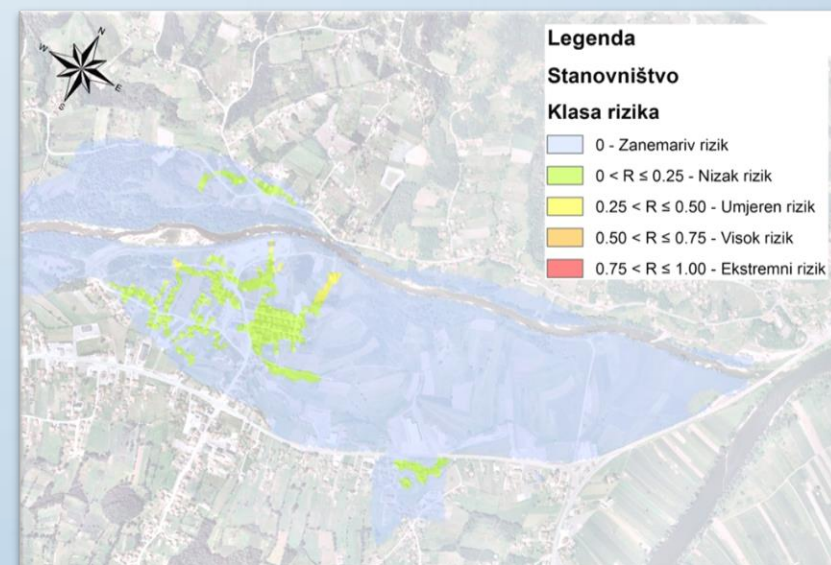 N
W
E
S
Legenda
Stanovništvo
Klasa rizika
0 - Zanemariv rizik
0 < R ≤ 0.25 - Nizak rizik
0.25 < R ≤ 0.50 - Umjeren rizik
0.50 < R ≤ 0.75 - Visok rizik
0.75 < R ≤ 1.00 - Ekstremni rizik